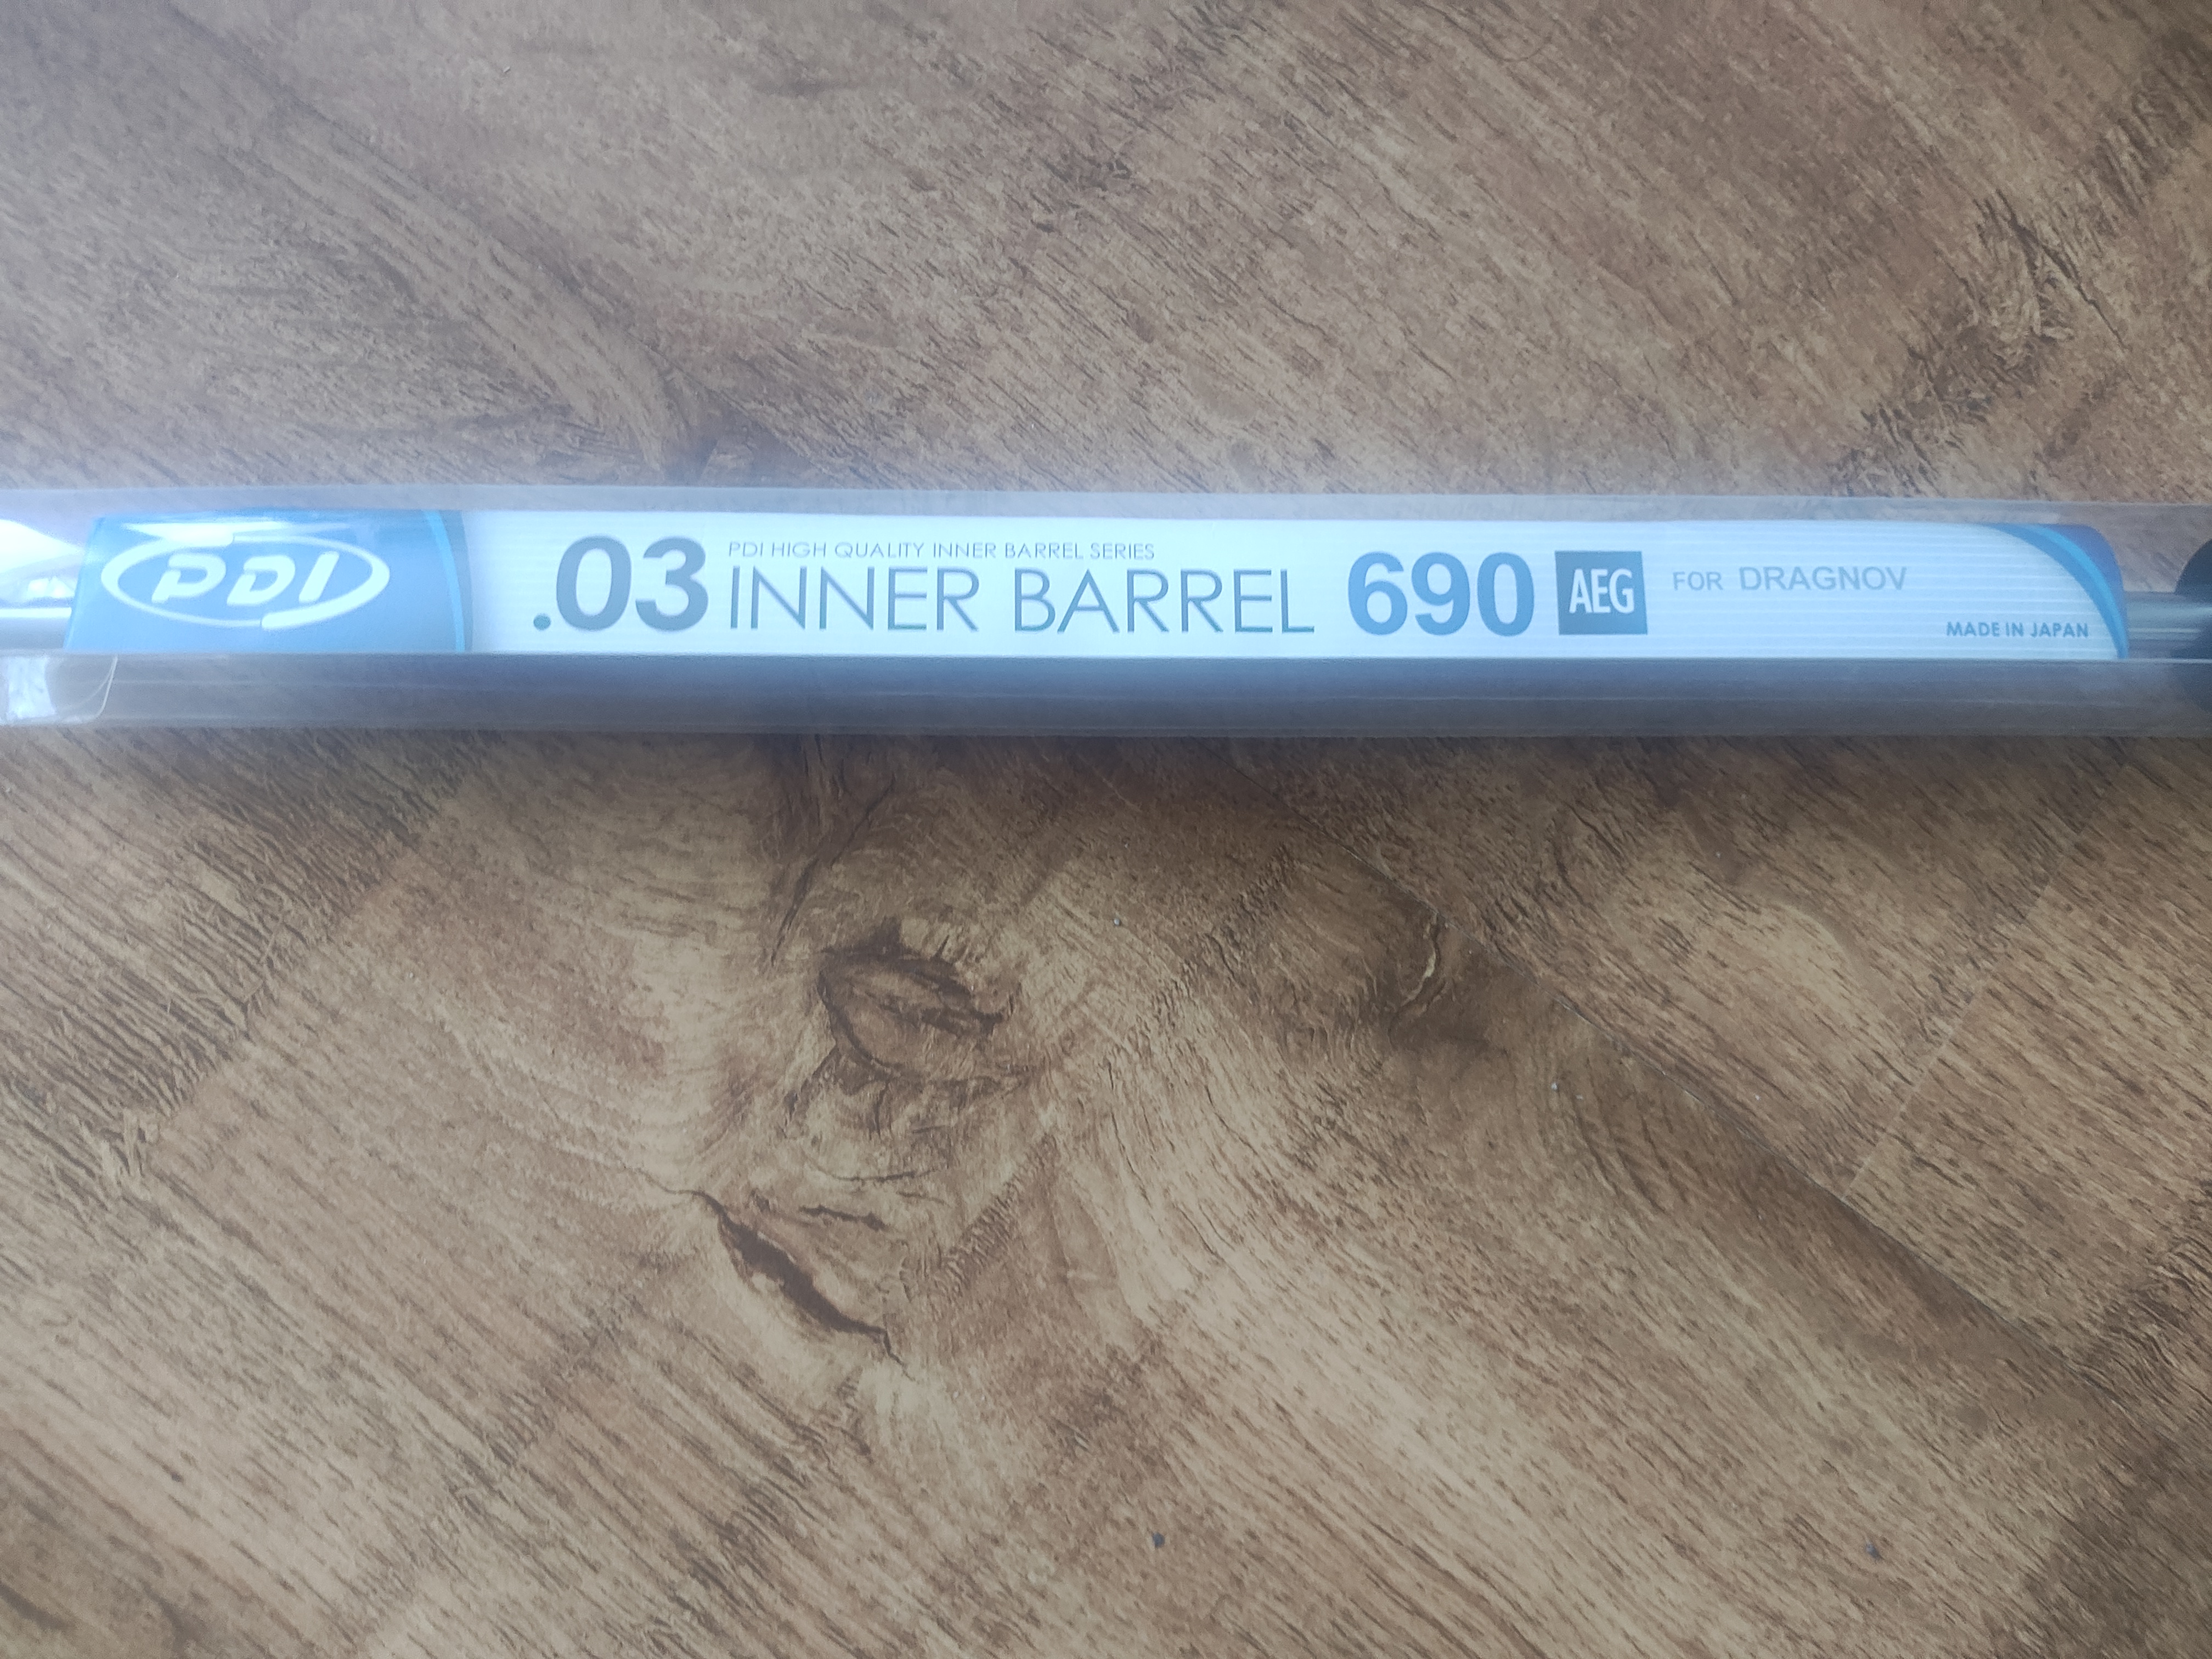 PDI
.03
PDI HIGH QUALITY INNER BARREL SERIES
INNER BARREL 690 AEG FOR DRAGNOV
MADE IN JAPAN